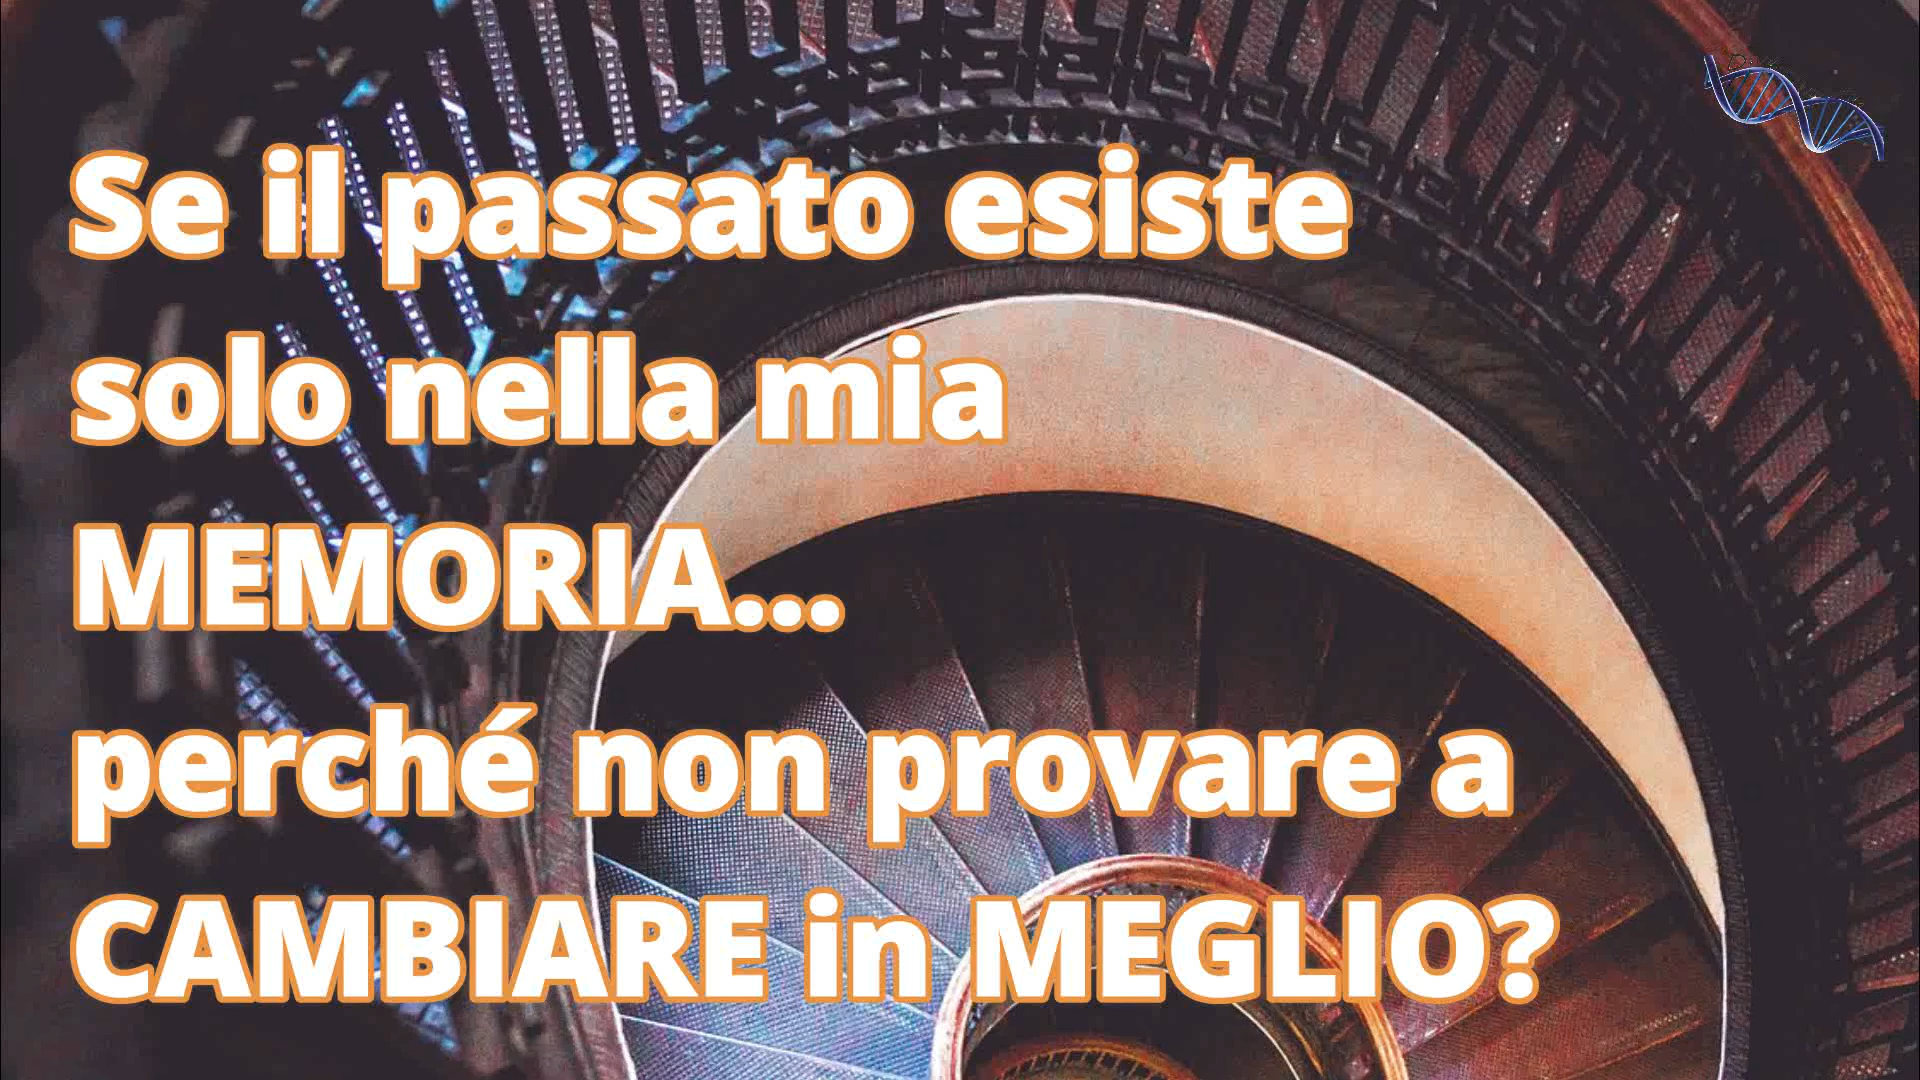 Se il passato esiste
solo nella mia
MEMORIA...
perché non provare a
CAMBIARE in MEGLIO?